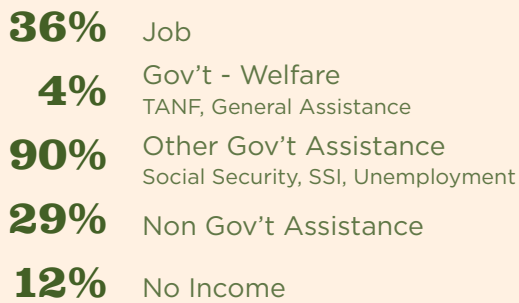 36% Job
4% Gov’t - Welfare
TANF, General Assistance
90% Other Gov’t Assistance
Social Security, SSI, Unemployment
29% Non Gov’t Assistance
12% No Income